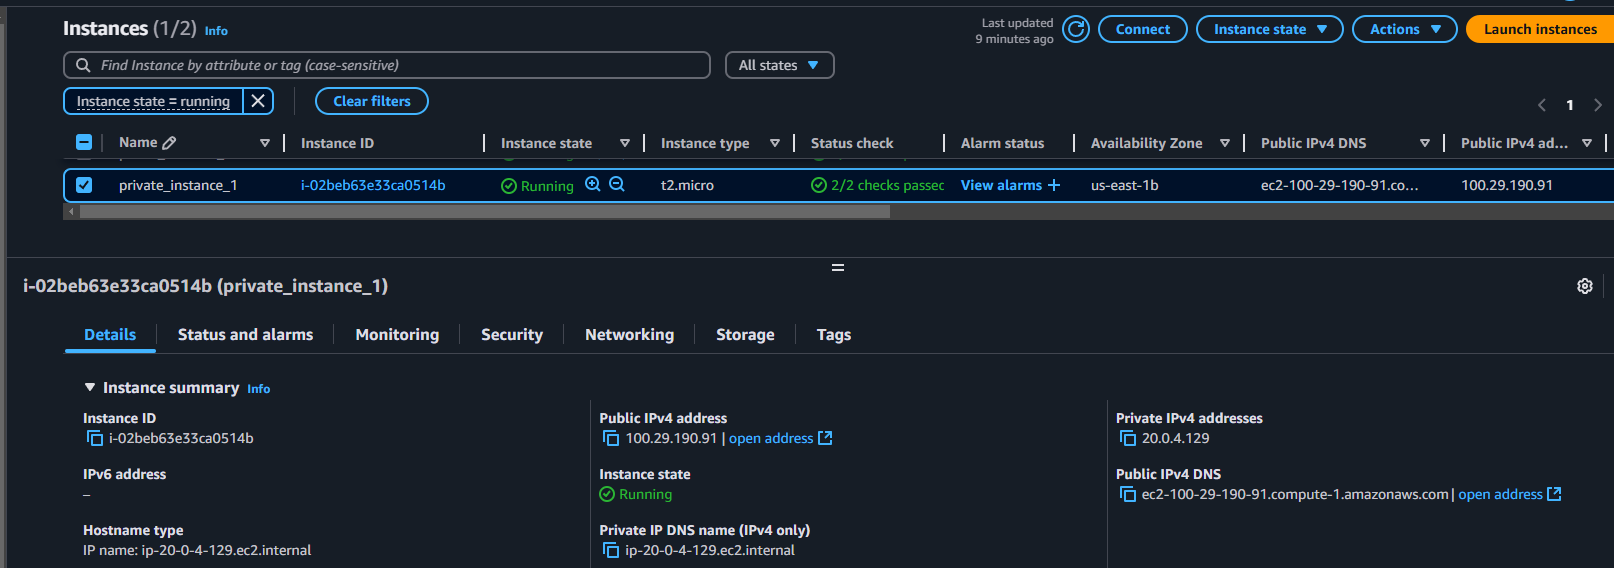 Instances (1/2) Info
Last updated
9 minutes ago
Connect
Instance state
Actions
Launch instances
Find Instance by attribute or tag (case-sensitive)
All states
Instance state = running
Clear filters
1
Name Instance ID Instance state Instance type Status check Alarm status Availability Zone Public IPv4 DNS Public IPv4 ad...
private_instance_1 i-02beb63e33ca0514b Running t2.micro 2/2 checks passec View alarms + us-east-1b ec2-100-29-190-91.co... 100.29.190.91
i-02beb63e33ca0514b (private_instance_1)
Details Status and alarms Monitoring Security Networking Storage Tags
Instance summary Info
Instance ID
i-02beb63e33ca0514b
Public IPv4 address
100.29.190.91 | open address
Private IPv4 addresses
20.0.4.129
IPv6 address
–
Instance state
Running
Public IPv4 DNS
ec2-100-29-190-91.compute-1.amazonaws.com | open address
Hostname type
IP name: ip-20-0-4-129.ec2.internal
Private IP DNS name (IPv4 only)
ip-20-0-4-129.ec2.internal